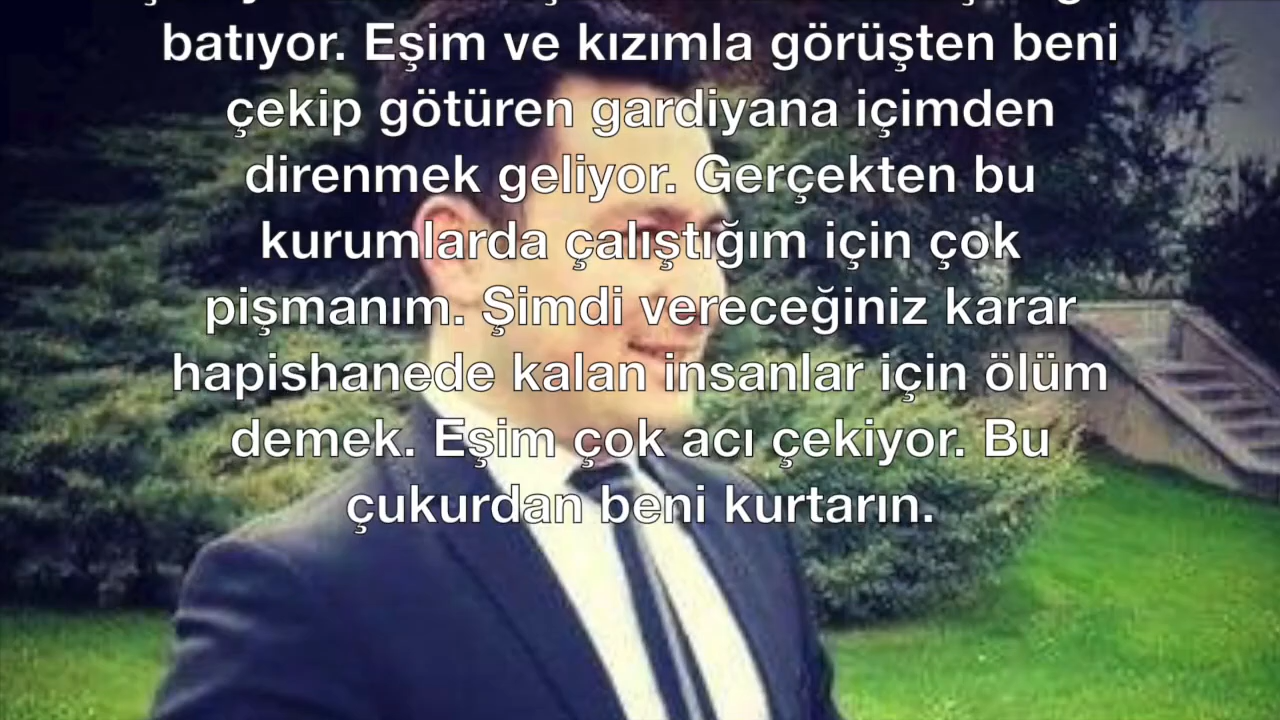 batıyor. Eşim ve kızımla görüşten beni
çekip götüren gardiyana içimden
direnmek geliyor. Gerçekten bu
kurumlarda çalıştığım için çok
pişmanım. Şimdi vereceğiniz karar
hapishanede kalan insanlar için ölüm
demek. Eşim çok acı çekiyor. Bu
çukurdan beni kurtarın.